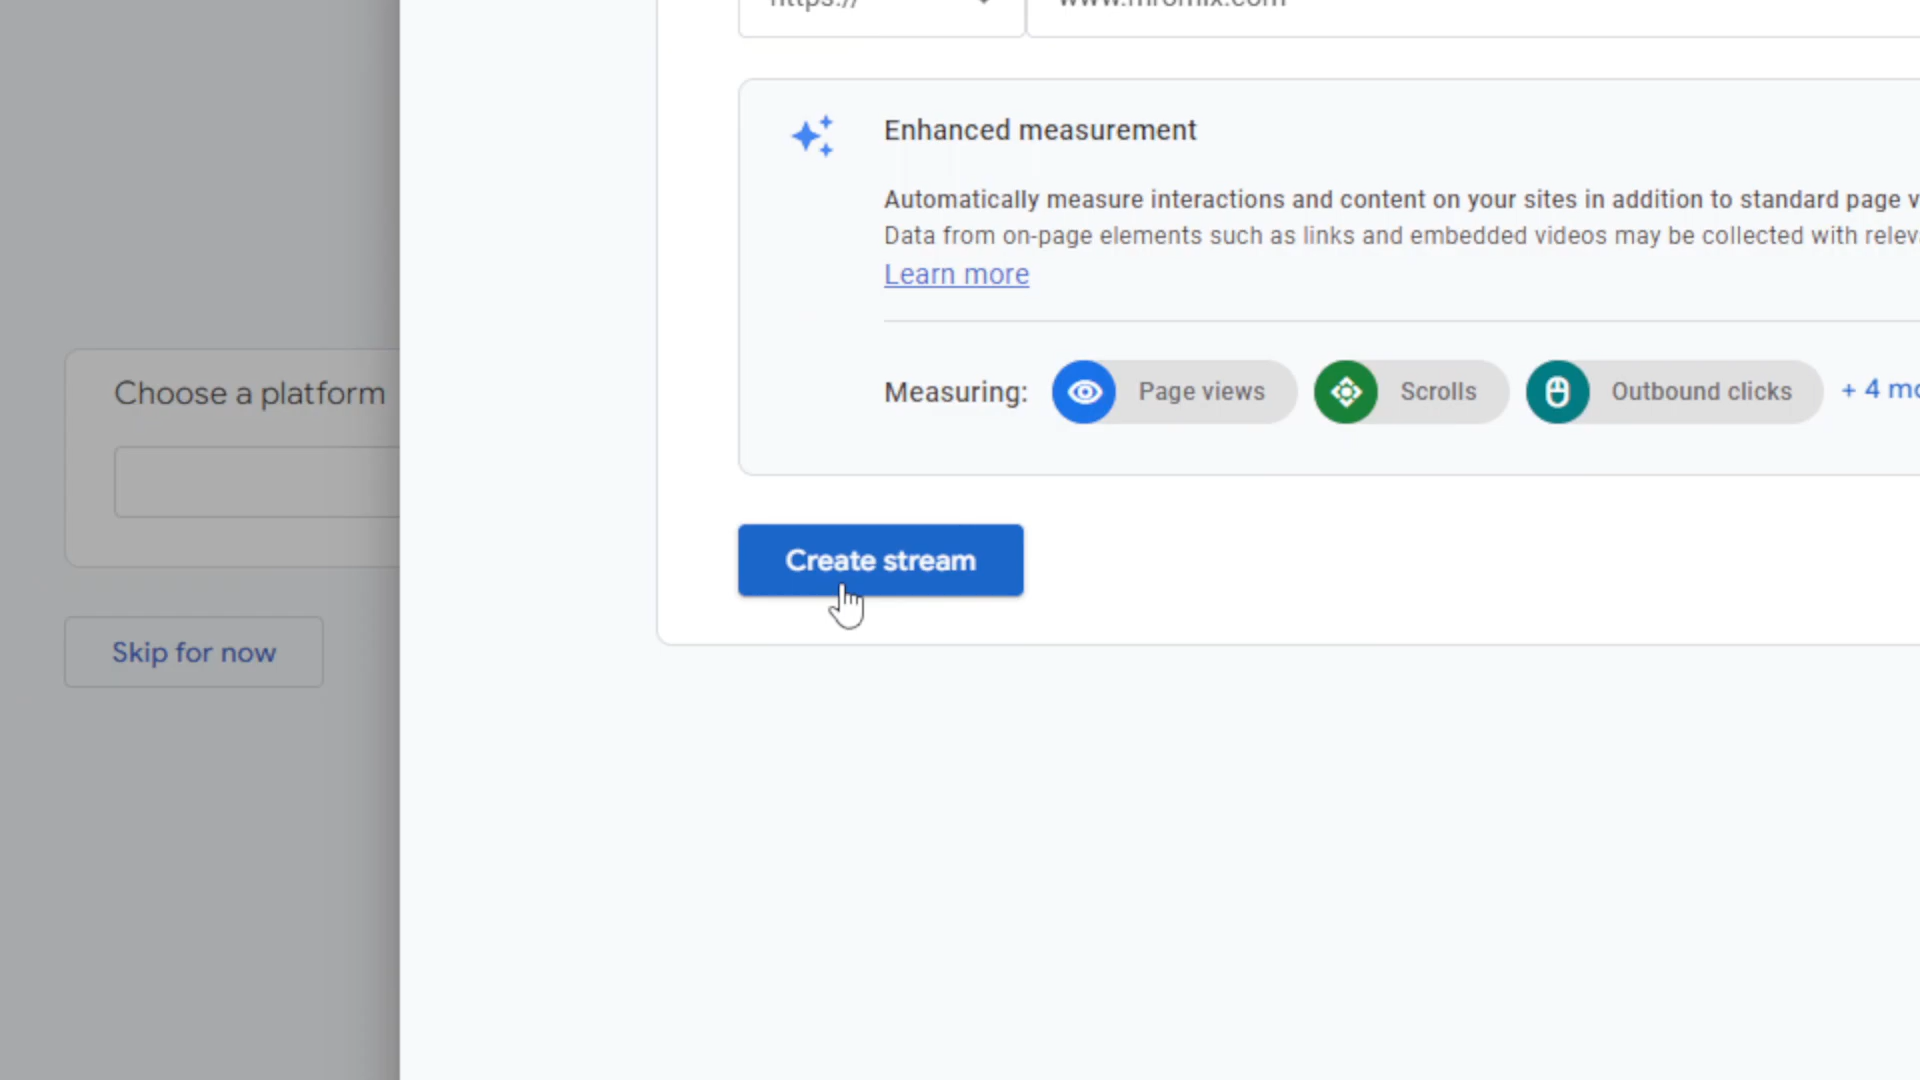 https://
Enhanced measurement
Automatically measure interactions and content on your sites in addition to standard page
Data from on-page elements such as links and embedded videos may be collected with
Learn more
Measuring: Page views Scrolls Outbound clicks + 4
Choose a platform
Create stream
Skip for now